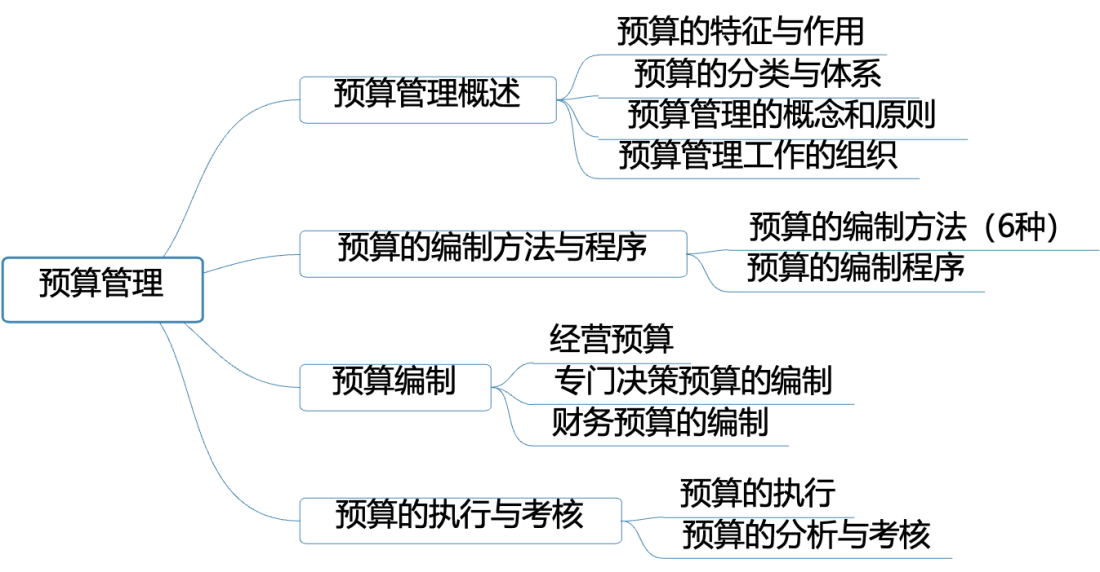 预算管理
预算管理概述
预算的特征与作用
预算的分类与体系
预算管理的概念和原则
预算管理工作的组织
预算的编制方法与程序
预算的编制方法（6种）
预算的编制程序
预算编制
经营预算
专门决策预算的编制
财务预算的编制
预算的执行与考核
预算的执行
预算的分析与考核